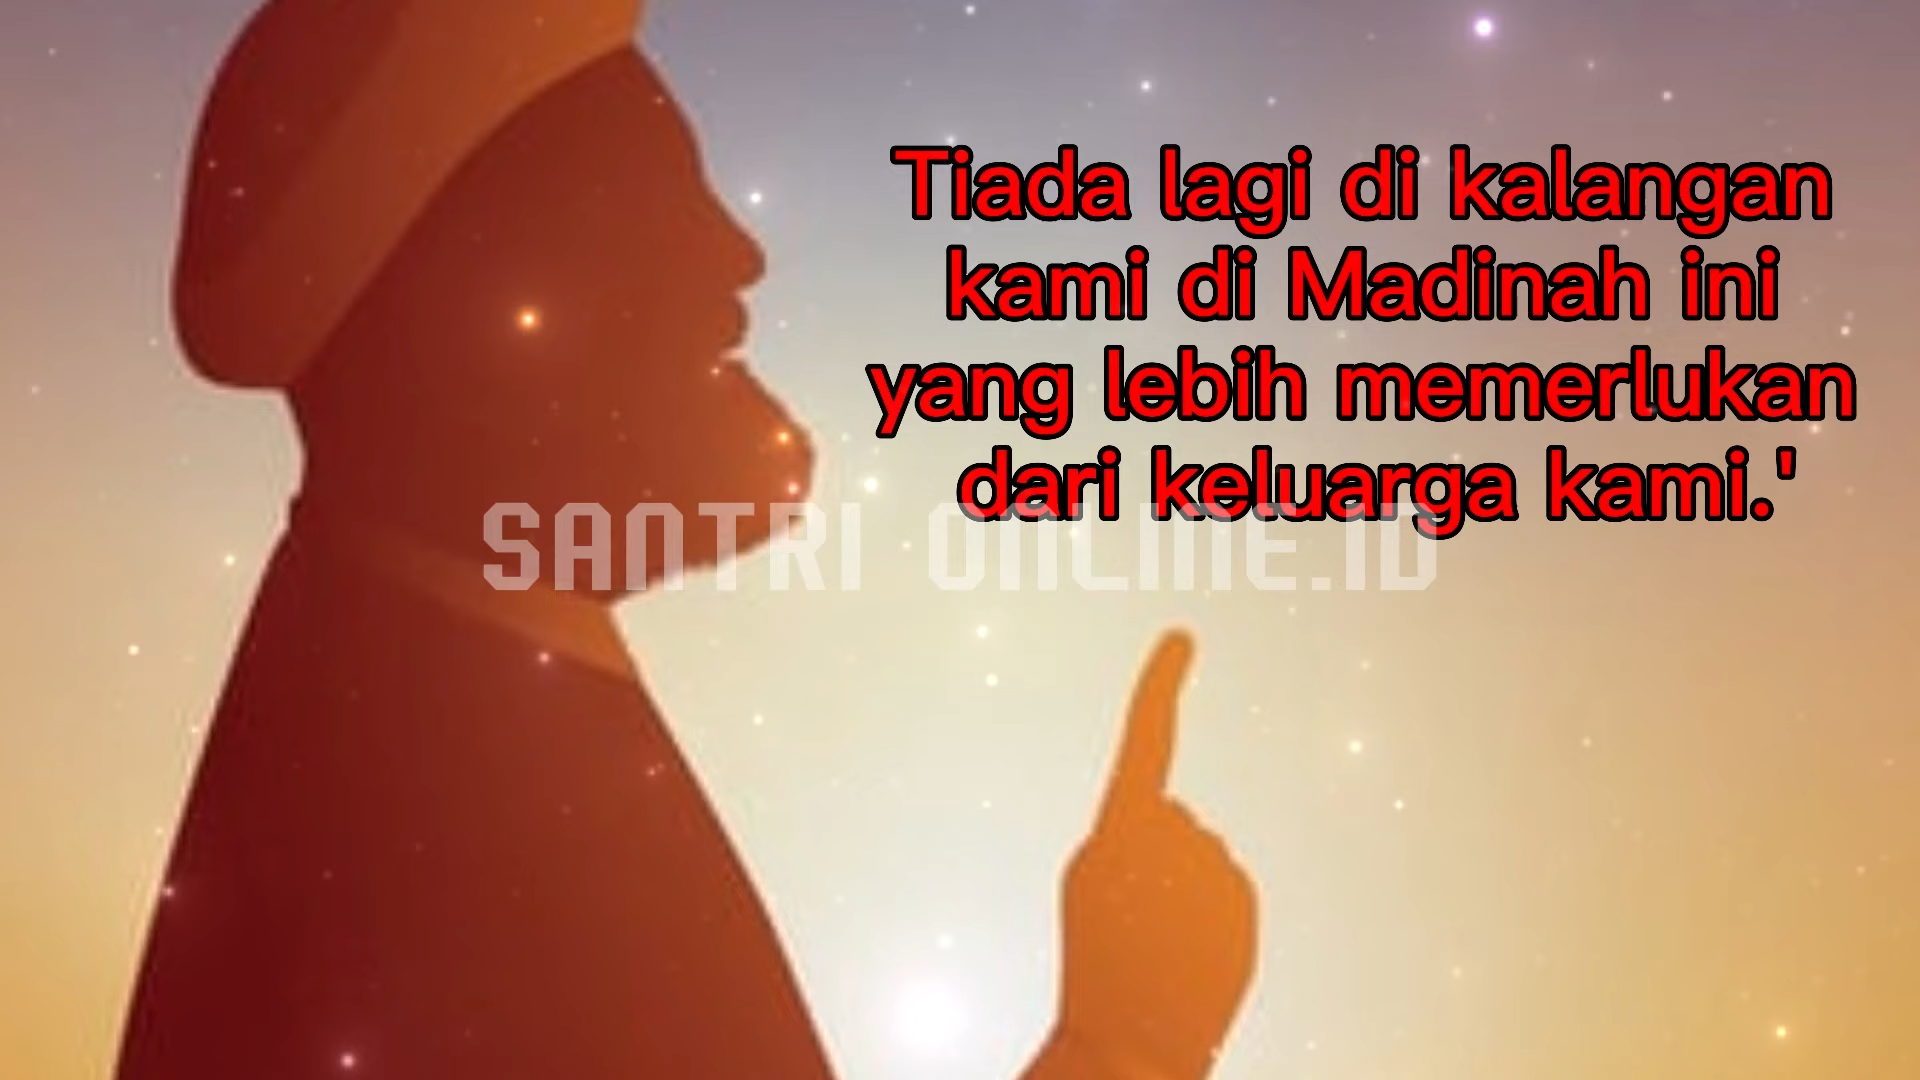 Tiada lagi di kalangan
kami di Madinah ini
yang lebih memerlukan
dari keluarga kami.'
SANTRI ONLINE.ID